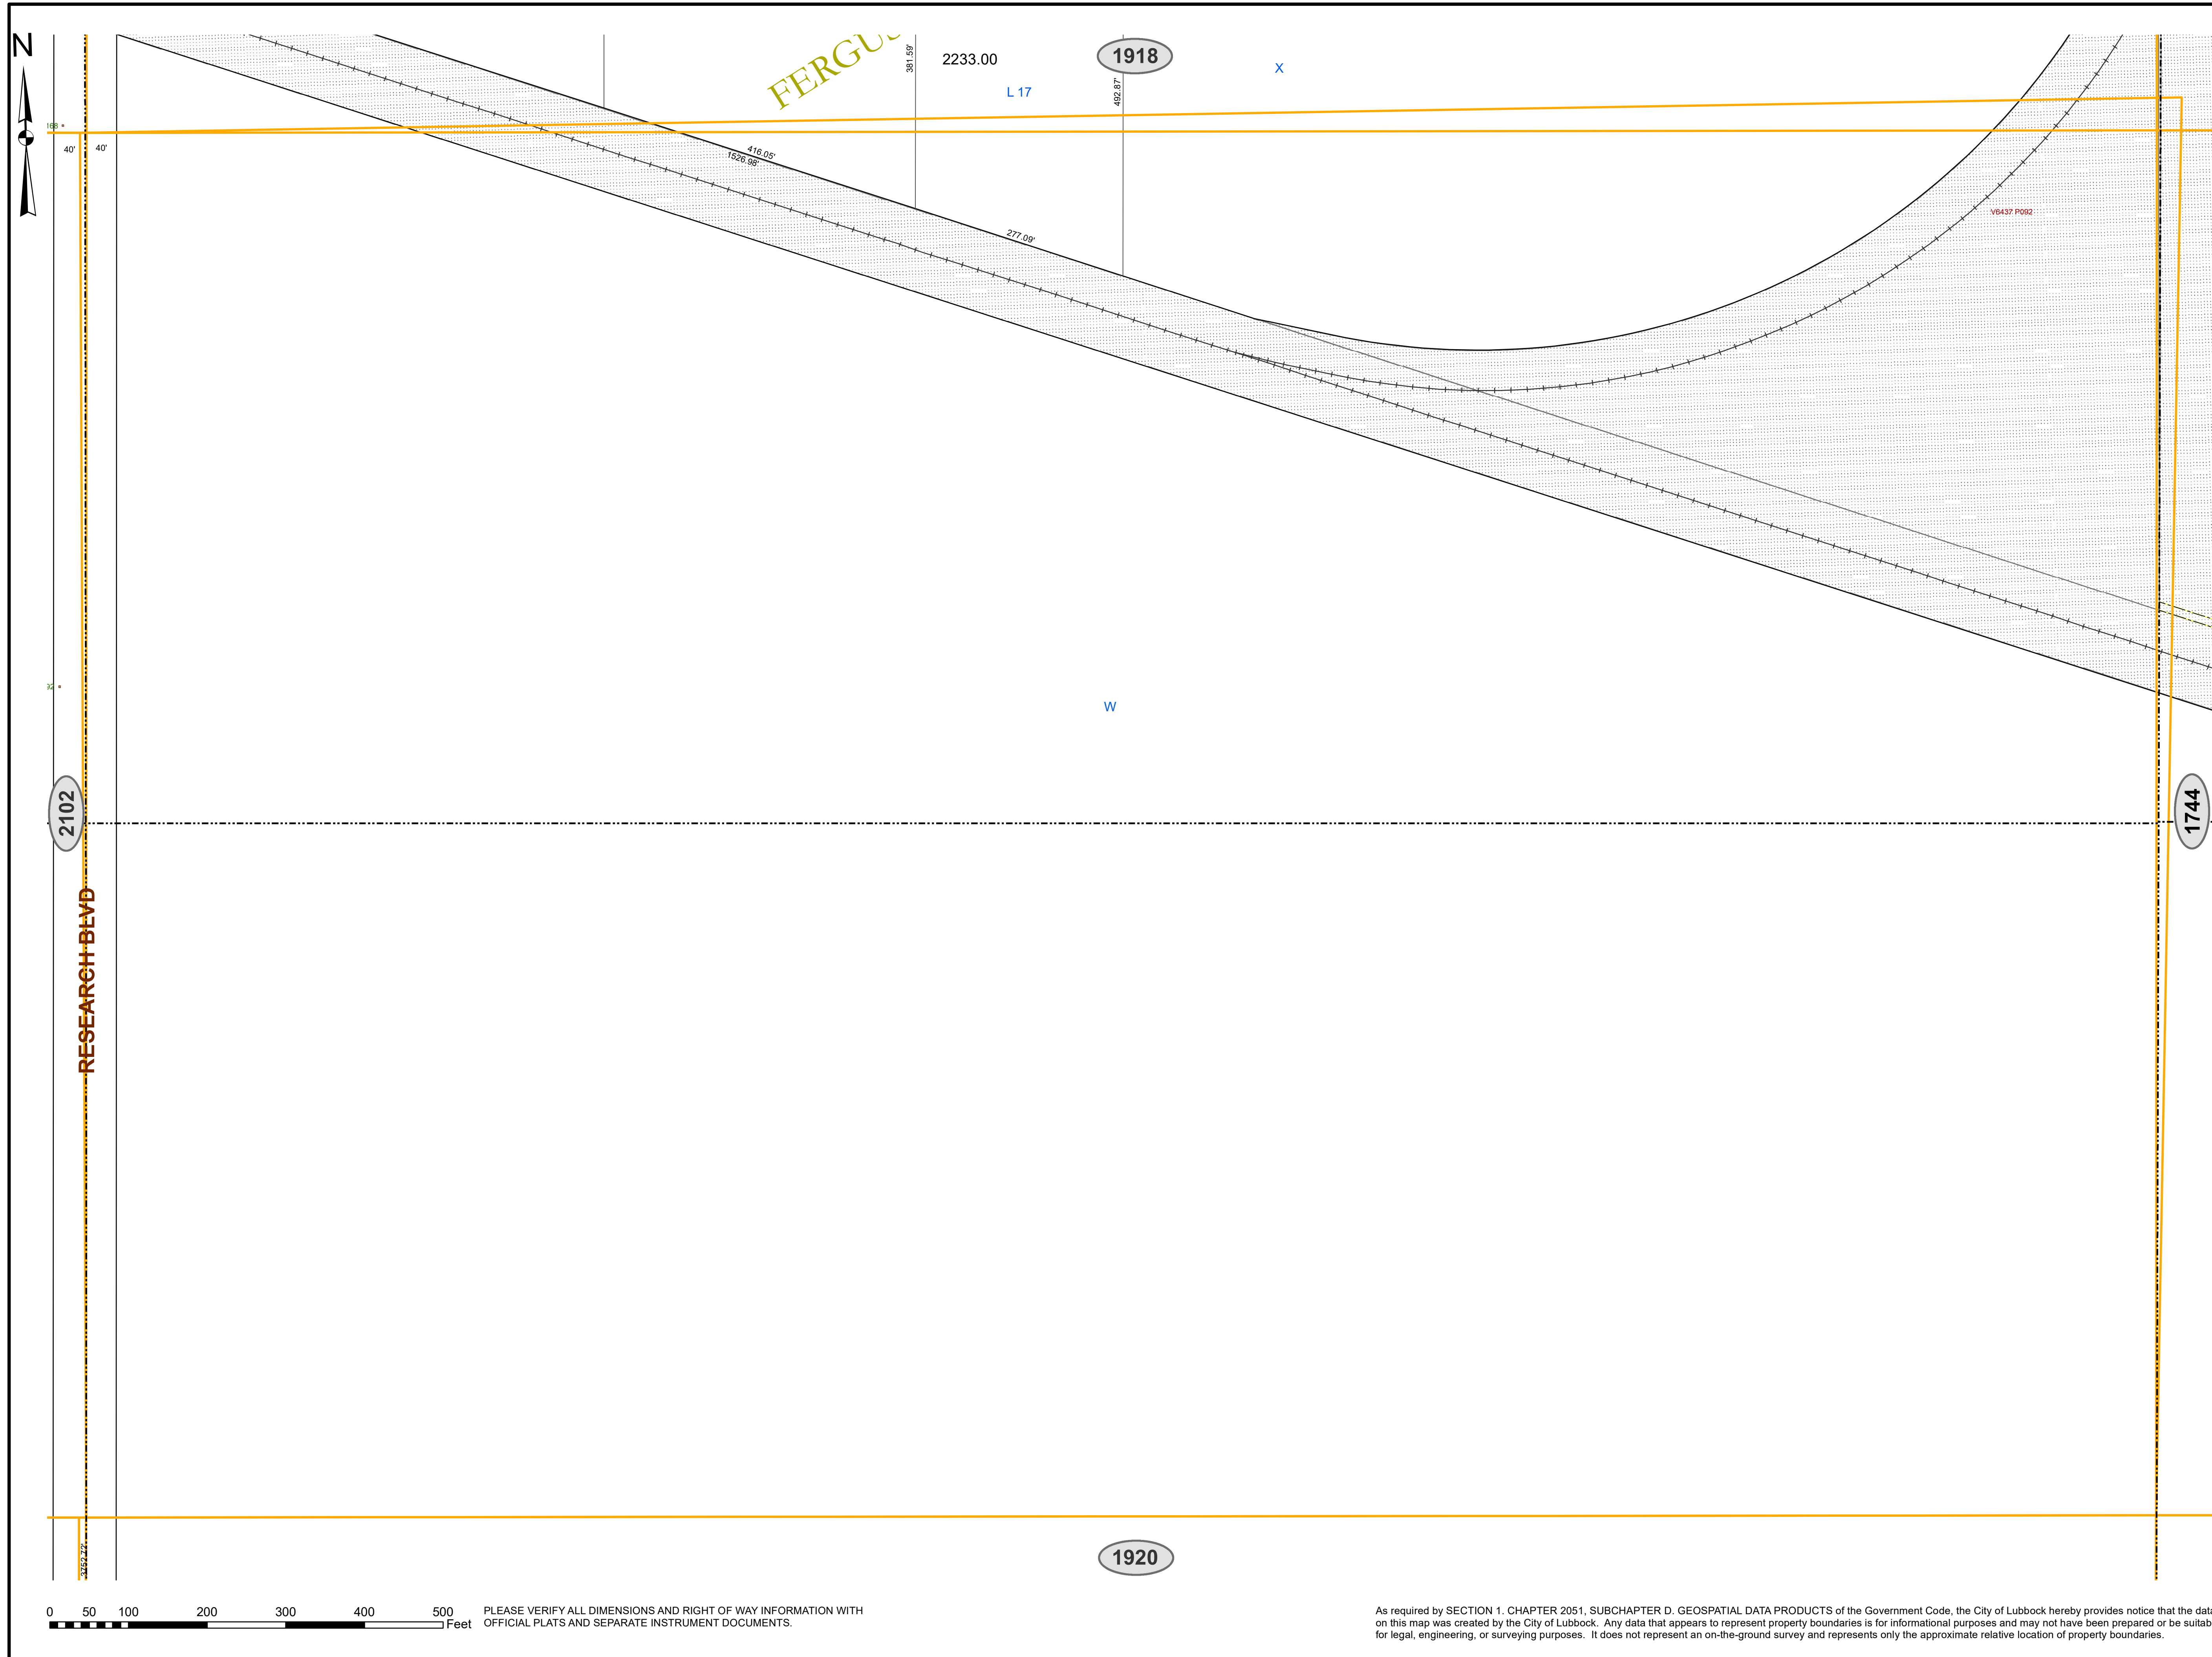 N
FERGUS
381.59'
2233.00
1918
X
L 17
492.87'
40'
40'
416.05'
1526.98'
277.09'
V6437 P092
W
2102
1744
RESEARCH BLVD
3752.72'
1920
0 50 100 200 300 400 500
Feet
PLEASE VERIFY ALL DIMENSIONS AND RIGHT OF WAY INFORMATION WITH
OFFICIAL PLATS AND SEPARATE INSTRUMENT DOCUMENTS.
As required by SECTION 1. CHAPTER 2051, SUBCHAPTER D. GEOSPATIAL DATA PRODUCTS of the Government Code, the City of Lubbock hereby provides notice that the data
on this map was created by the City of Lubbock. Any data that appears to represent property boundaries is for informational purposes and may not have been prepared or be suitab
for legal, engineering, or surveying purposes. It does not represent an on-the-ground survey and represents only the approximate relative location of property boundaries.